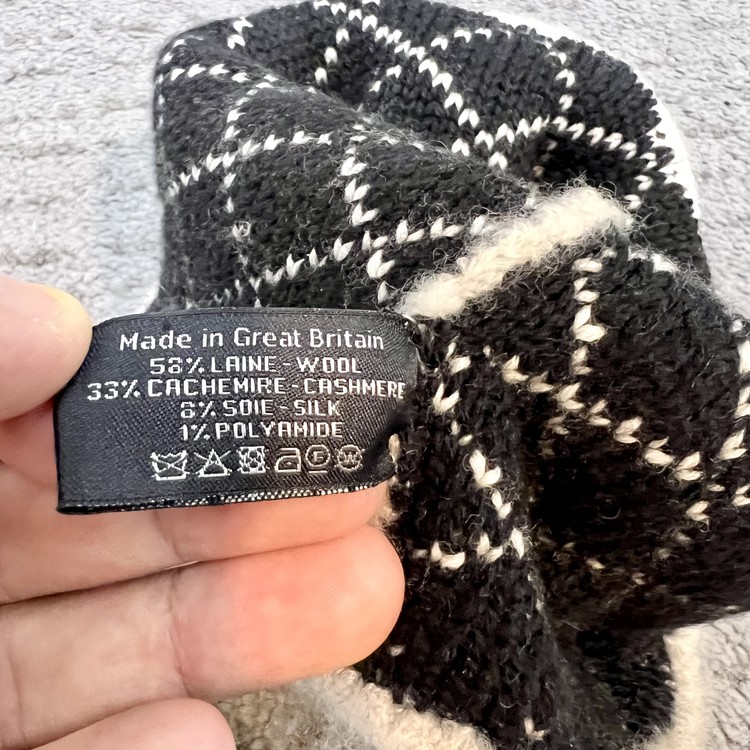 Made in Great Britain
58% LAINE - WOOL
33% CACHEMIRE - CASHMERE
8% SOIE - SILK
1% POLYAMIDE
F W